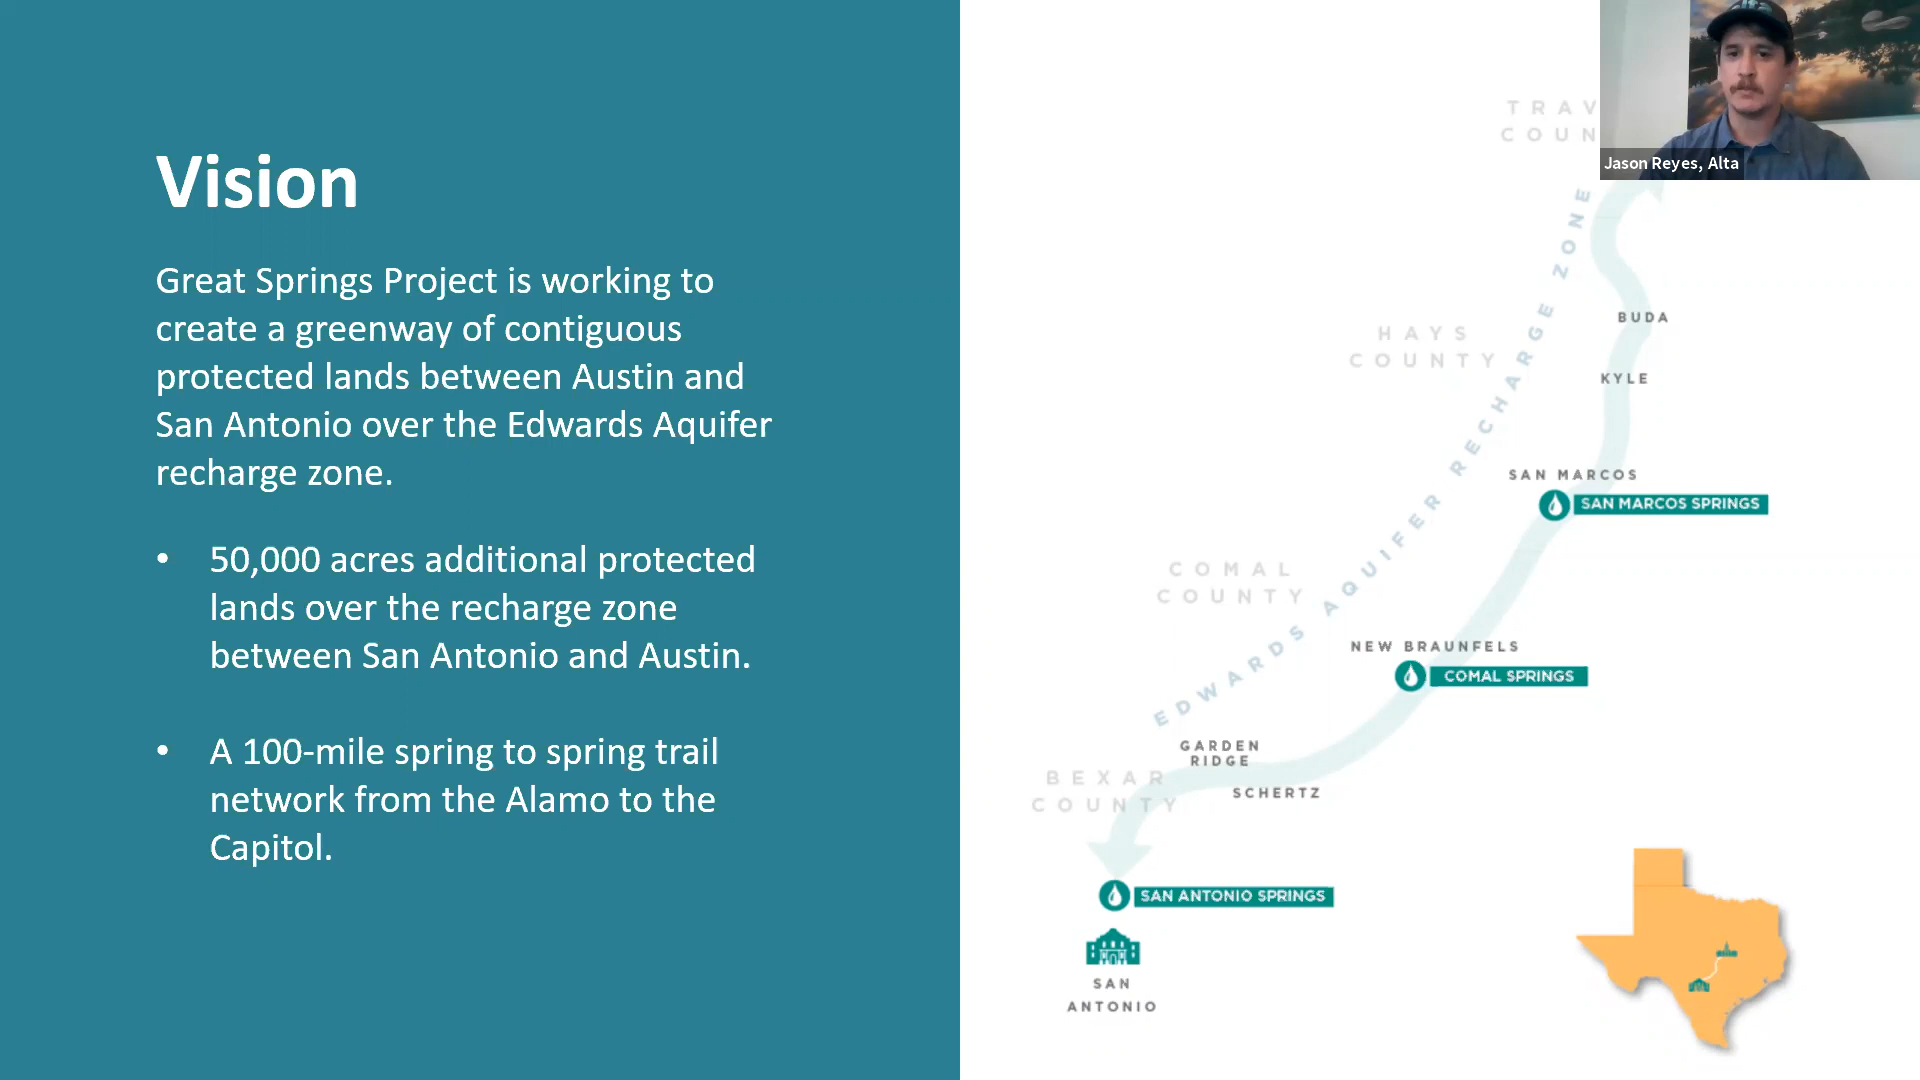 Vision
Great Springs Project is working to
create a greenway of contiguous
protected lands between Austin and
San Antonio over the Edwards Aquifer
recharge zone.
• 50,000 acres additional protected
lands over the recharge zone
between San Antonio and Austin.
• A 100-mile spring to spring trail
network from the Alamo to the
Capitol.
TRAV
COUN
Jason Reyes, Alta
EDWARDS AQUIFER RECHARGE ZONE
BUDA
HAYS
COUNTY
KYLE
SAN MARCOS
SAN MARCOS SPRINGS
COMAL
COUNTY
NEW BRAUNFELS
COMAL SPRINGS
GARDEN
RIDGE
BEXAR
COUNTY
SCHERTZ
SAN ANTONIO SPRINGS
SAN
ANTONIO